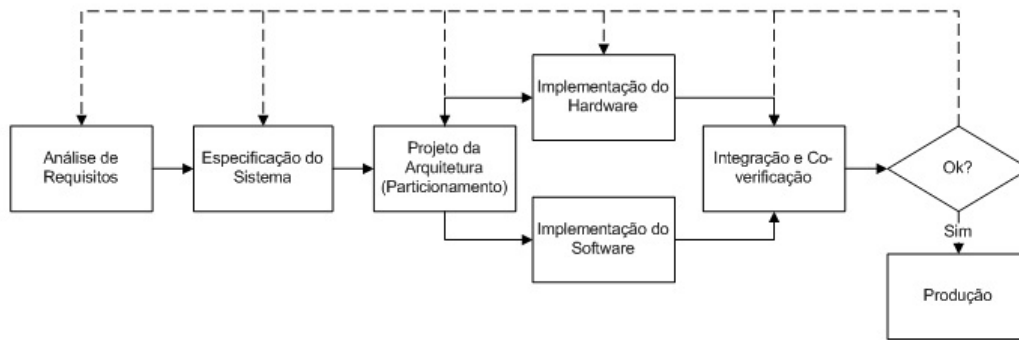 Implementação do
Hardware
Análise de
Requisitos
Especificação do
Sistema
Projeto da
Arquitetura
(Particionamento)
Integração e Co-
verificação
Ok?
Implementação do
Software
Sim
Produção